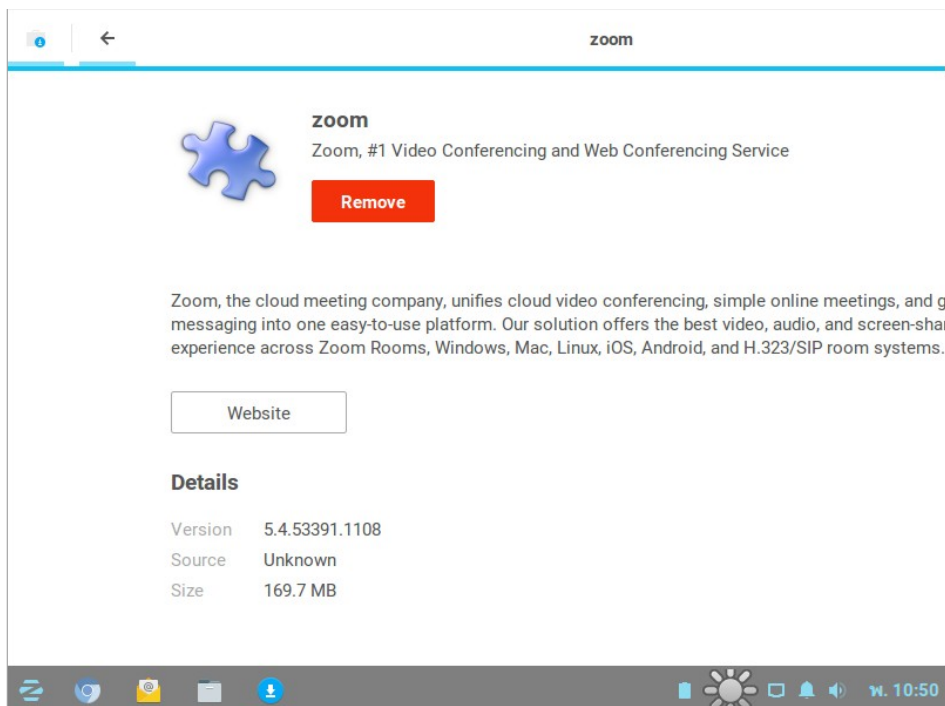 zoom
zoom
Zoom, #1 Video Conferencing and Web Conferencing Service
Remove
Zoom, the cloud meeting company, unifies cloud video conferencing, simple online meetings, and g
messaging into one easy-to-use platform. Our solution offers the best video, audio, and screen-shar
experience across Zoom Rooms, Windows, Mac, Linux, iOS, Android, and H.323/SIP room systems.
Website
Details
Version 5.4.53391.1108
Source Unknown
Size 169.7 MB
พ. 10:50